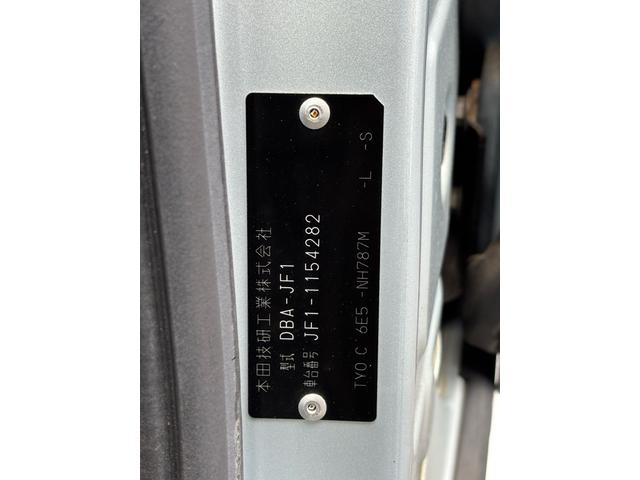 本田技研工業株式会社
型式 DBA-JF1
車台番号 JF1-1154282
TYO C 6E5 -NH787M -L -S